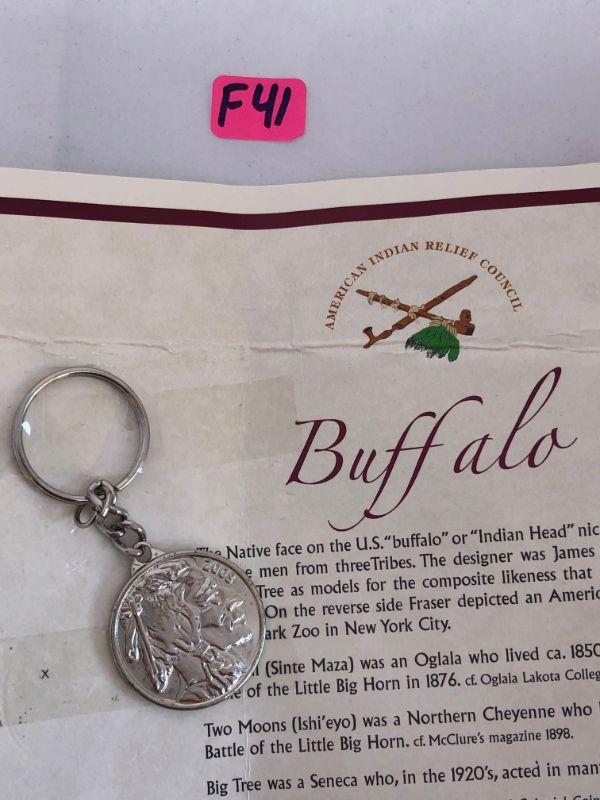 F41
AMERICAN INDIAN RELIEF COUNCIL
Buffalo
The Native face on the U.S. "buffalo" or "Indian Head" nic
men from three Tribes. The designer was James
Tree as models for the composite likeness that
On the reverse side Fraser depicted an Americ
ark Zoo in New York City.
x
(Sinte Maza) was an Oglala who lived ca. 1850
of the Little Big Horn in 1876. cf. Oglala Lakota Colleg
Two Moons (Ishi'eyo) was a Northern Cheyenne who
Battle of the Little Big Horn. cf. McClure's magazine 1898.
Big Tree was a Seneca who, in the 1920's, acted in man